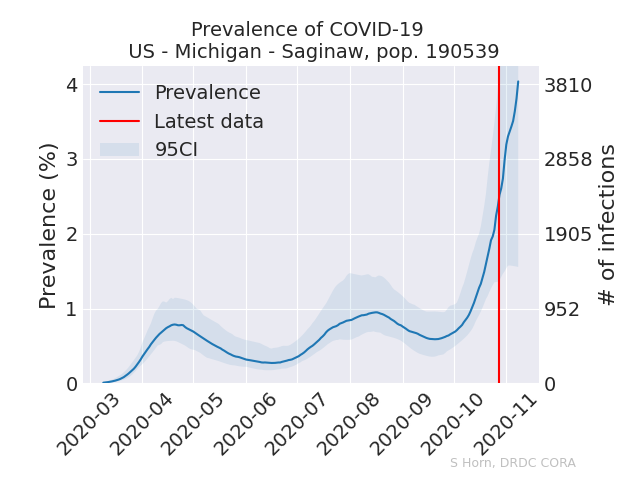 Prevalence of COVID-19
US - Michigan - Saginaw, pop. 190539
Prevalence
Latest data
95CI
Prevalence (%)
4
3
2
1
0
3810
2858
1905
952
0
# of infections
2020-03
2020-04
2020-05
2020-06
2020-07
2020-08
2020-09
2020-10
2020-11
S Horn, DRDC CORA